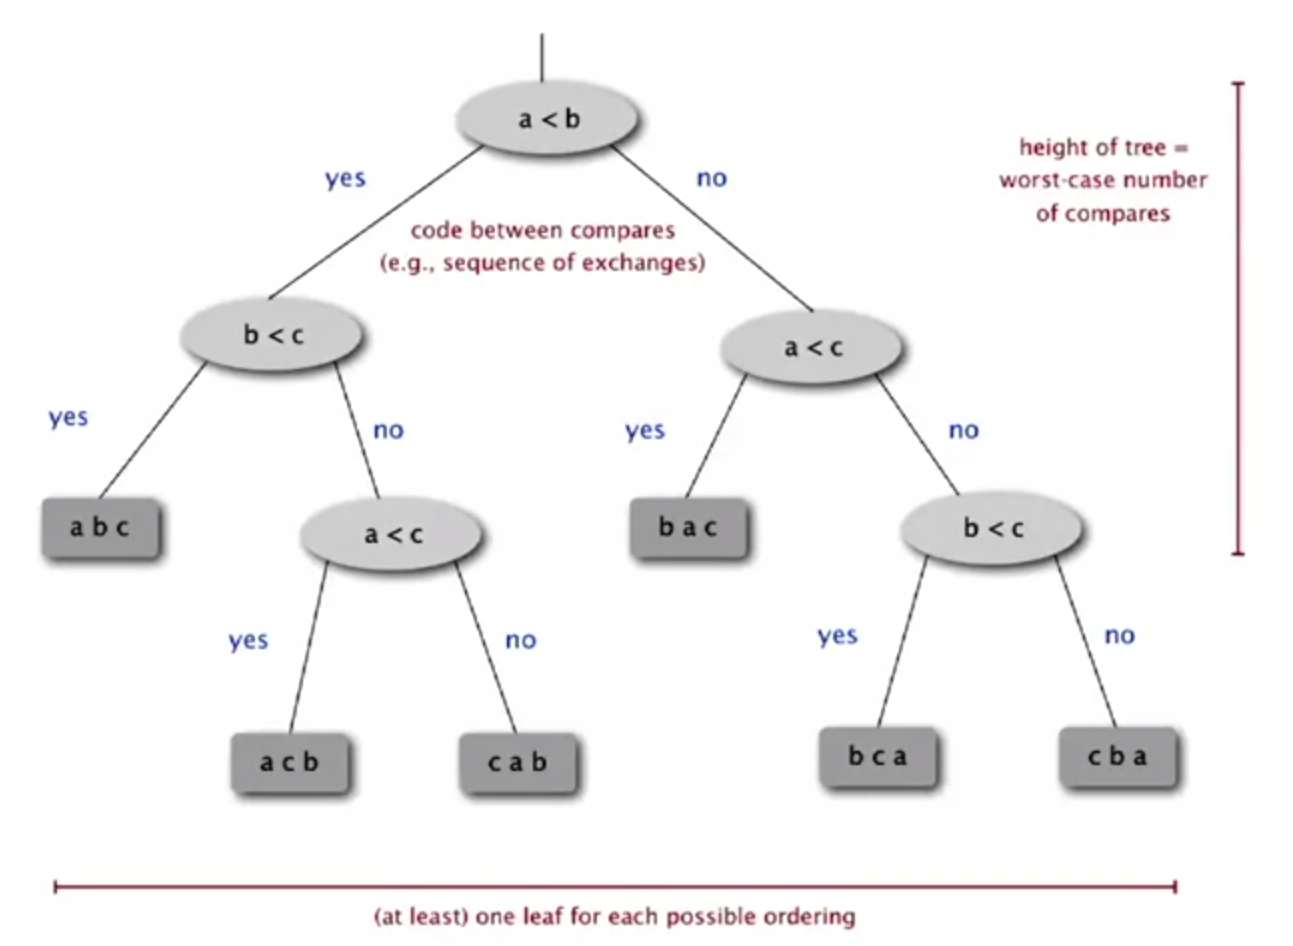 a < b
yes
no
height of tree =
worst-case number
of compares
code between compares
(e.g., sequence of exchanges)
b < c
a < c
yes
no
yes
no
a b c
a < c
b a c
b < c
yes
no
yes
no
a c b
c a b
b c a
c b a
(at least) one leaf for each possible ordering